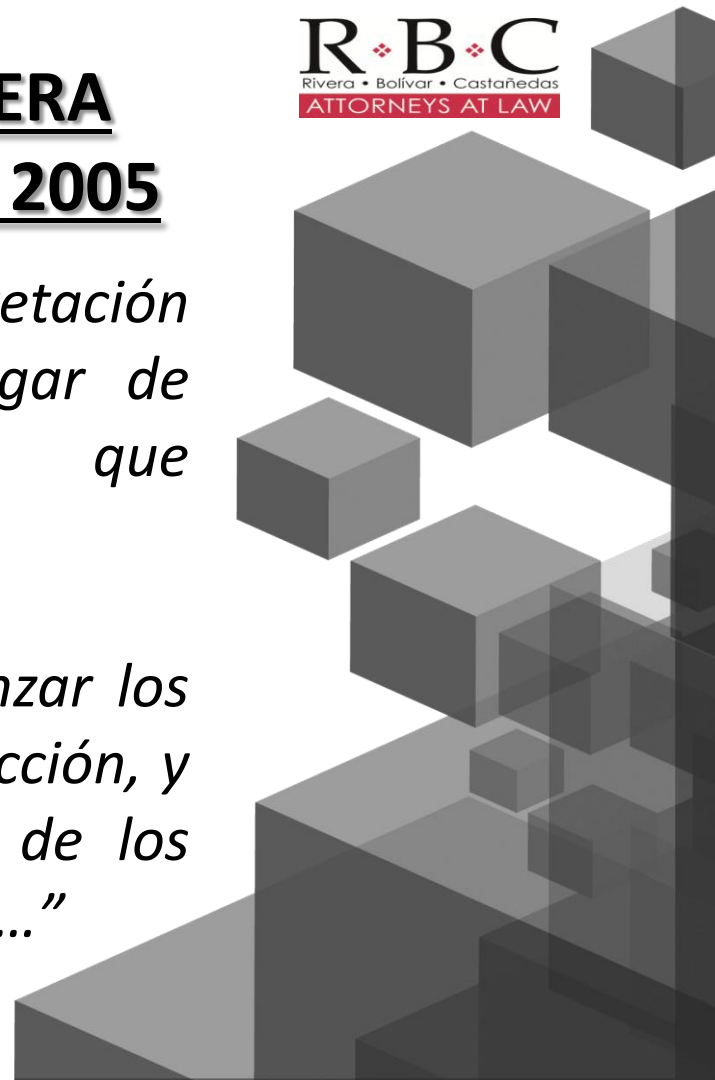 R B C
Rivera • Bolívar • Castañedas
ATTORNEYS AT LAW
ERA
2005
etación
gar de
que
nzar los
cción, y
de los
…”